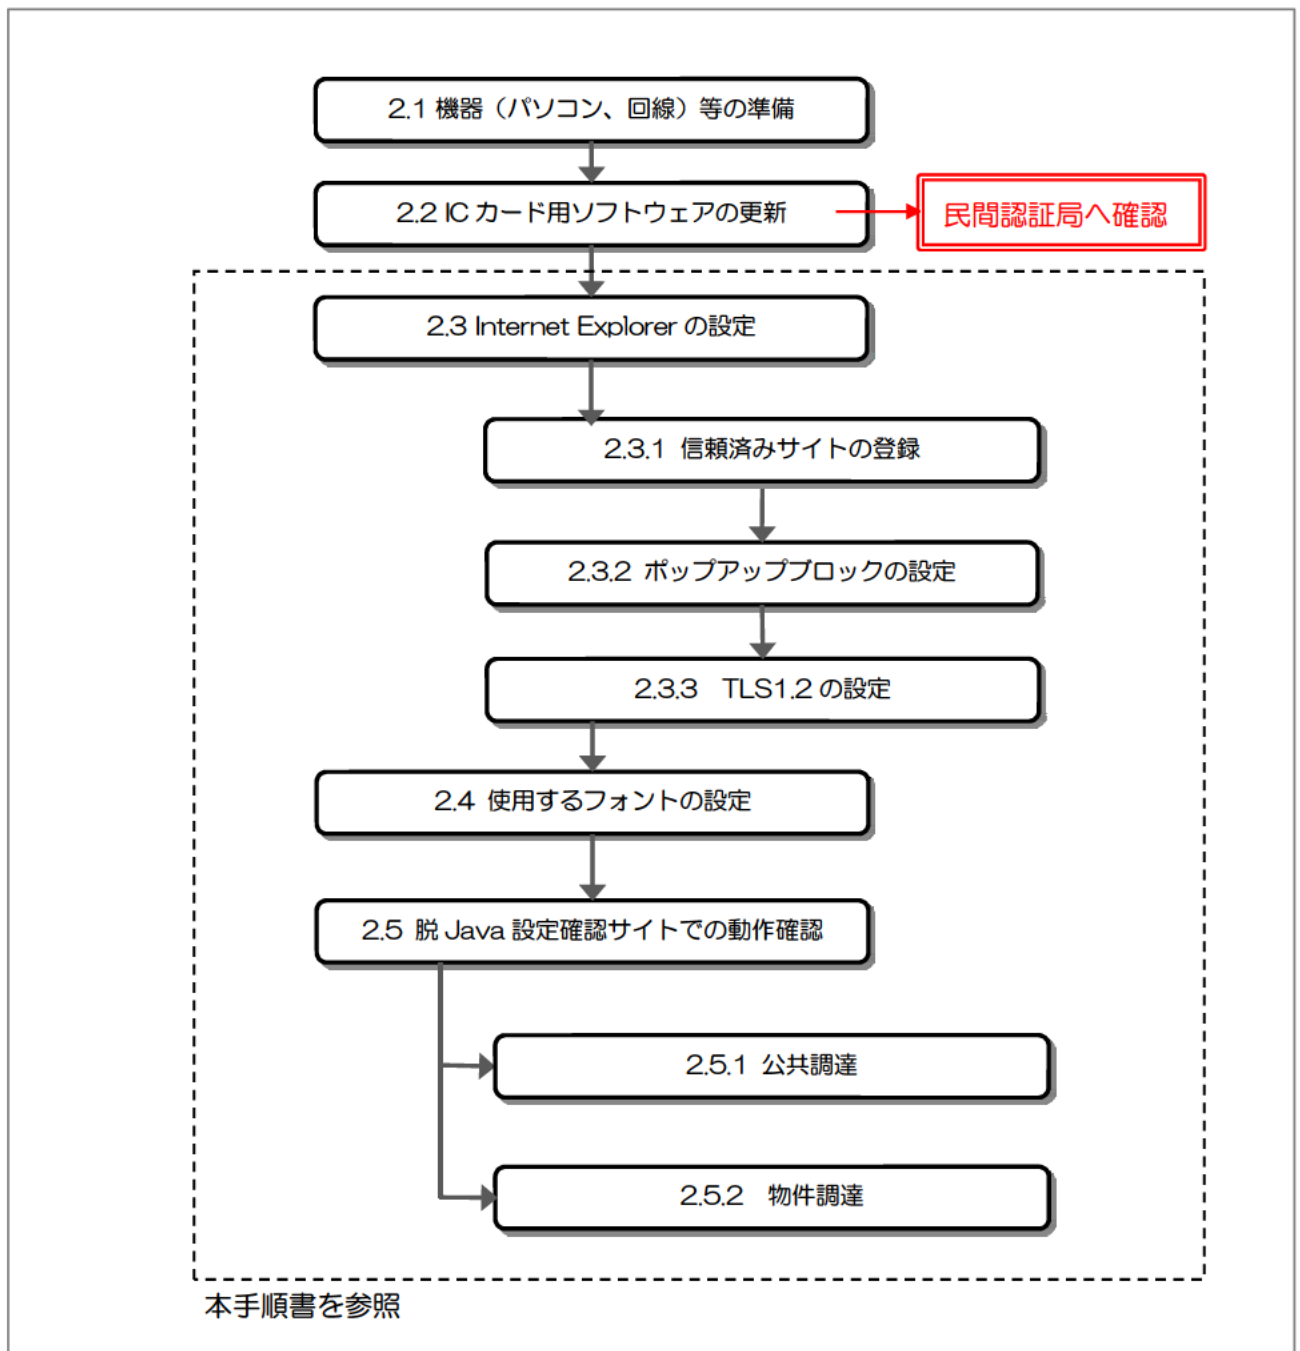 2.1 機器（パソコン、回線）等の準備
2.2 IC カード用ソフトウェアの更新
民間認証局へ確認
2.3 Internet Explorer の設定
2.3.1 信頼済みサイトの登録
2.3.2 ポップアップブロックの設定
2.3.3 TLS1.2 の設定
2.4 使用するフォントの設定
2.5 脱 Java 設定確認サイトでの動作確認
2.5.1 公共調達
2.5.2 物件調達
本手順書を参照